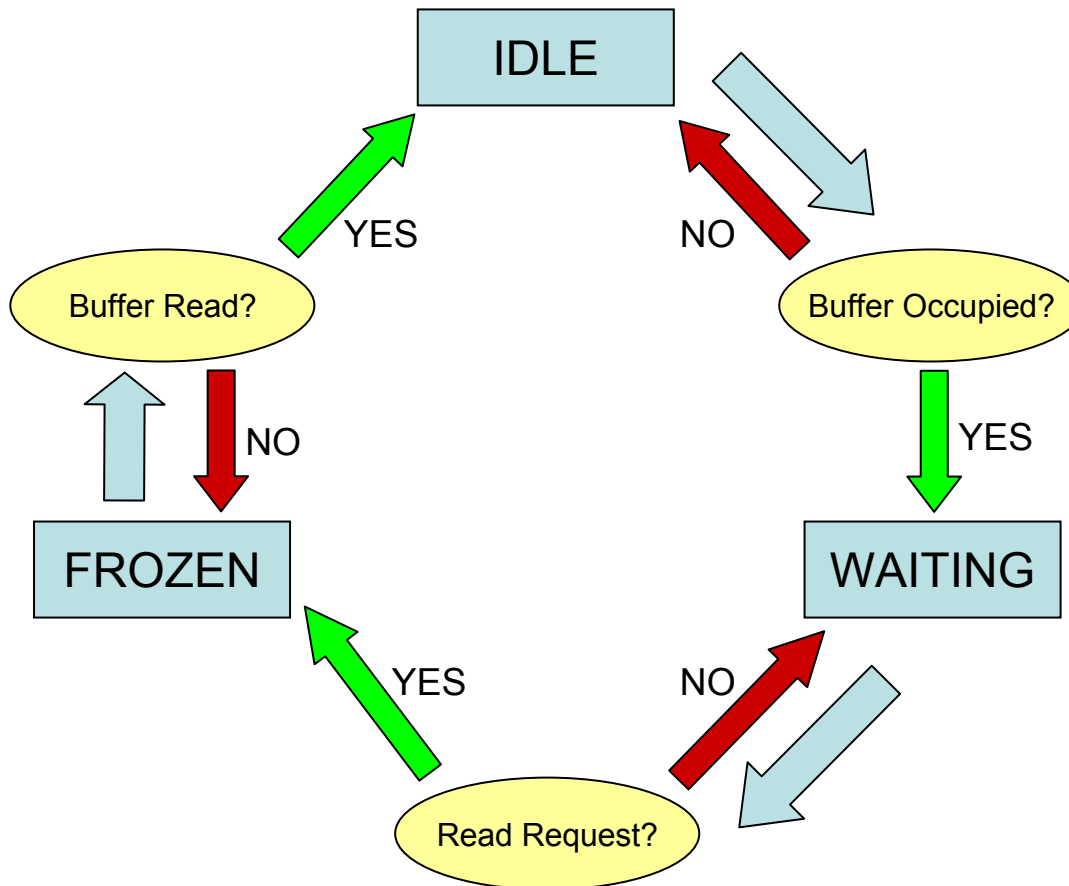 IDLE
YES
NO
Buffer Read?
Buffer Occupied?
NO
YES
FROZEN
WAITING
YES
NO
Read Request?